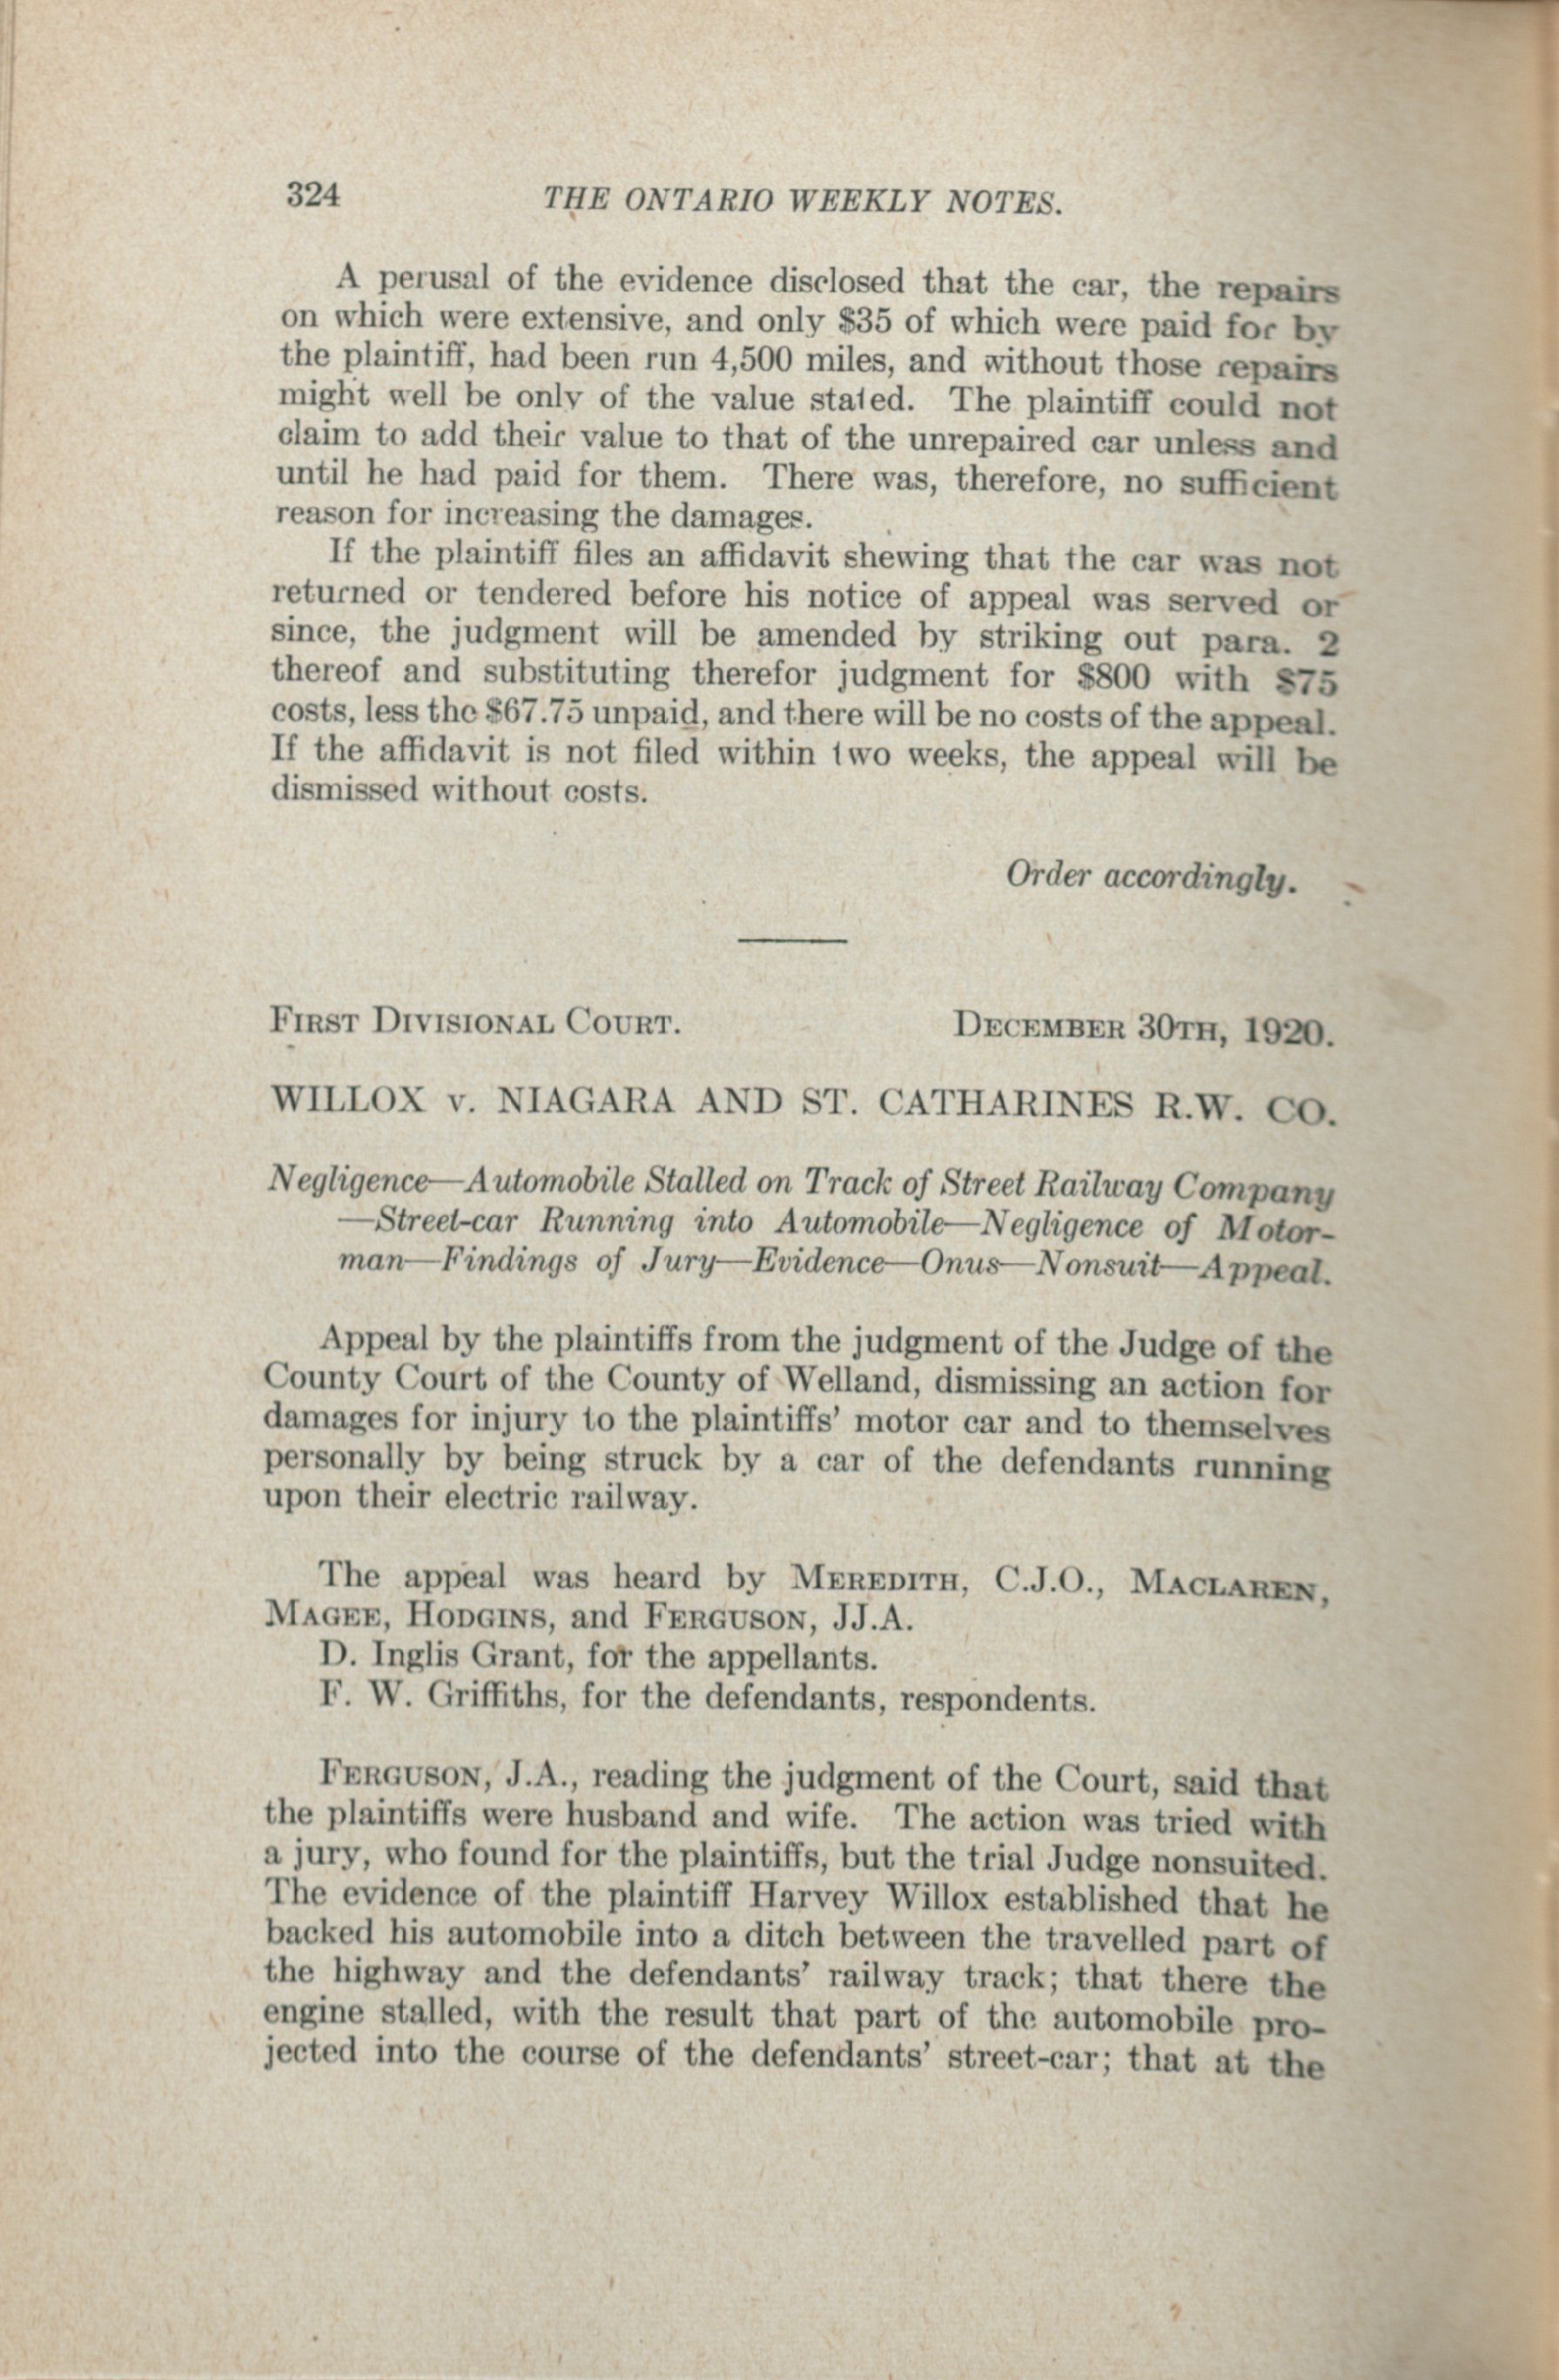 324
THE ONTARIO WEEKLY NOTES.
A perusal of the evidence disclosed that the car, the repairs
on which were extensive, and only $35 of which were paid for by
the plaintiff, had been run 4,500 miles, and without those repairs
might well be only of the value stated. The plaintiff could not
claim to add their value to that of the unrepaired car unless and
until he had paid for them. There was, therefore, no sufficient
reason for increasing the damages.
If the plaintiff files an affidavit shewing that the car was not
returned or tendered before his notice of appeal was served or
since, the judgment will be amended by striking out para. 2
thereof and substituting therefor judgment for $800 with $75
costs, less the $67.75 unpaid, and there will be no costs of the appeal.
If the affidavit is not filed within two weeks, the appeal will be
dismissed without costs.
Order accordingly.
FIRST DIVISIONAL COURT.
DECEMBER 30TH, 1920.
WILLOX v. NIAGARA AND ST. CATHARINES R.W. CO.
Negligence—Automobile Stalled on Track of Street Railway Company
—Street-car Running into Automobile—Negligence of Motor-
man—Findings of Jury—Evidence—Onus—Nonsuit—Appeal.
Appeal by the plaintiffs from the judgment of the Judge of the
County Court of the County of Welland, dismissing an action for
damages for injury to the plaintiffs' motor car and to themselves
personally by being struck by a car of the defendants running
upon their electric railway.
The appeal was heard by MEREDITH, C.J.O., MACLAREN,
MAGEE, HODGINS, and FERGUSON, JJ.A.
D. Inglis Grant, for the appellants.
F. W. Griffiths, for the defendants, respondents.
FERGUSON, J.A., reading the judgment of the Court, said that
the plaintiffs were husband and wife. The action was tried with
a jury, who found for the plaintiffs, but the trial Judge nonsuited.
The evidence of the plaintiff Harvey Willox established that he
backed his automobile into a ditch between the travelled part of
the highway and the defendants' railway track; that there the
engine stalled, with the result that part of the automobile pro-
jected into the course of the defendants' street-car; that at the